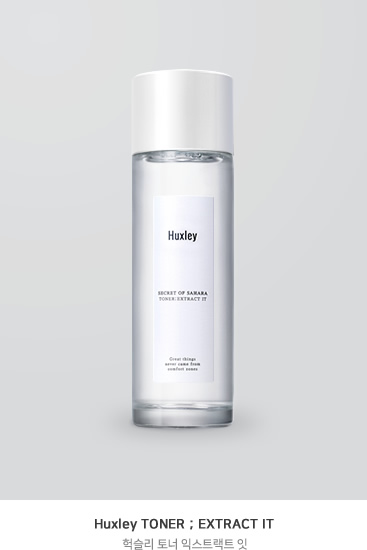 Huxley
SECRET OF SAHARA
TONER;EXTRACT IT
Great things
never came from
comfort zones
Huxley TONER ; EXTRACT IT
헉슬리 토너 익스트랙트 잇